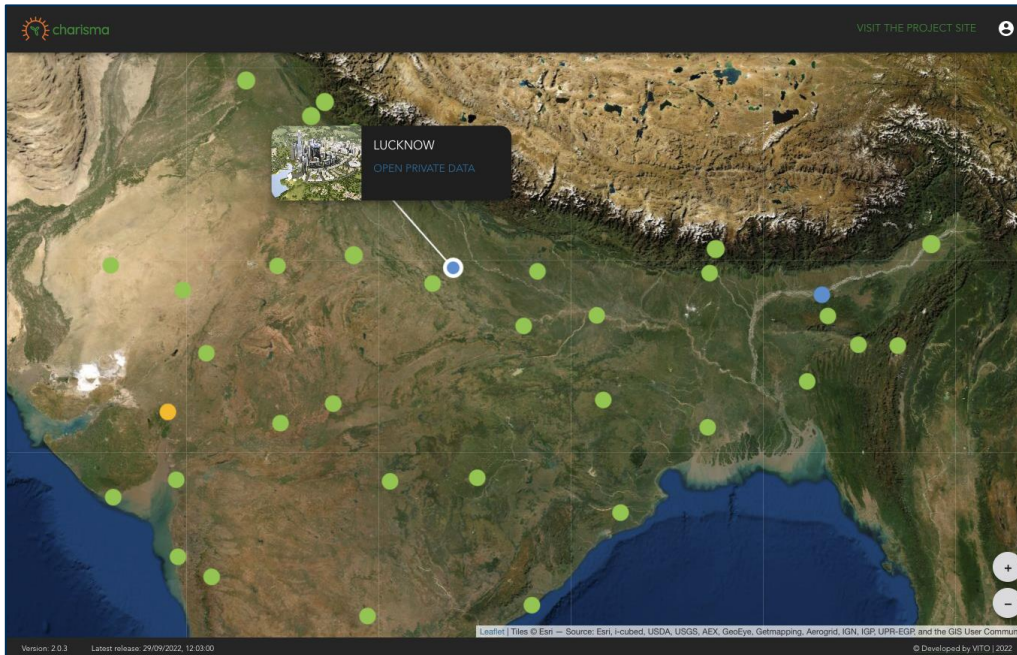 charisma
VISIT THE PROJECT SITE
LUCKNOW
OPEN PRIVATE DATA
+
−
Leaflet | Tiles © Esri — Source: Esri, i-cubed, USDA, USGS, AEX, GeoEye, Getmapping, Aerogrid, IGN, IGP, UPR-EGP, and the GIS User Commun
Version: 2.0.3 Latest release: 29/09/2022, 12:03:00
© Developed by VITO | 2022